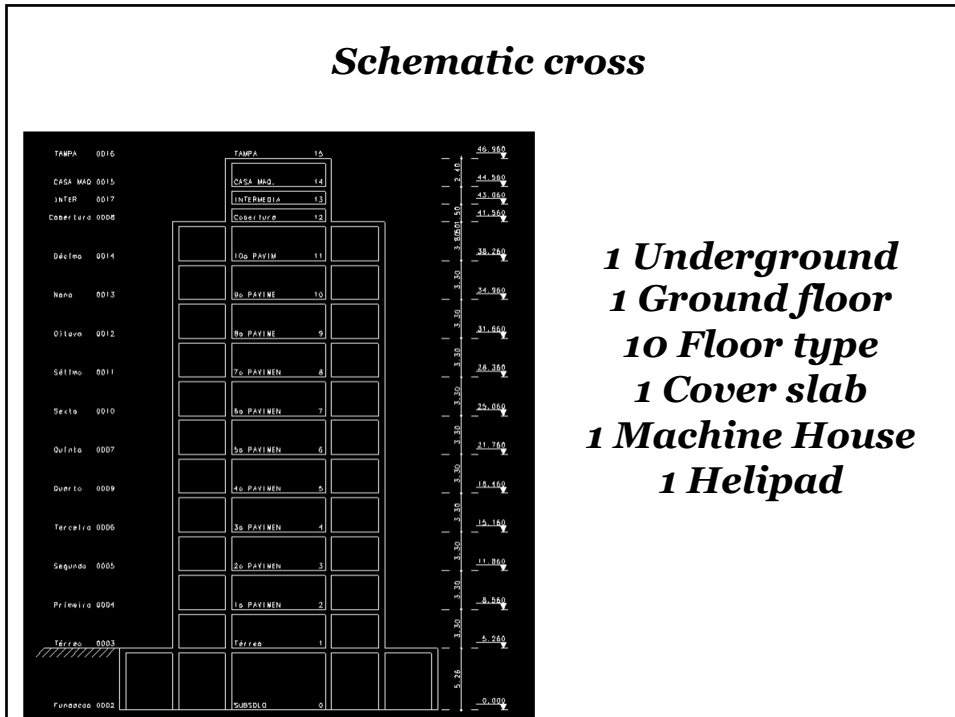 Schematic cross
TAMPA 0016 TAMPA 15 46.960
2.40
CASA MAQ 0015 CASA MAQ. 14 44.560
INTER 0017 INTERMEDIA 13 43.060
1.50
Cobertura 0008 Cobertura 12 41.560
Décimo 0014 10o PAVIM 11 38.260
3.30
Nono 0013 9o PAVIME 10 34.960
3.30
Oitavo 0012 8o PAVIME 9 31.660
3.30
Sétimo 0011 7o PAVIMEN 8 28.360
3.30
Sexto 0010 6o PAVIMEN 7 25.060
3.30
Quinto 0007 5o PAVIMEN 6 21.760
3.30
Quarto 0009 4o PAVIMEN 5 18.460
3.30
Terceiro 0006 3o PAVIMEN 4 15.160
3.30
Segundo 0005 2o PAVIMEN 3 11.860
3.30
Primeiro 0004 1o PAVIMEN 2 8.560
3.30
Térreo 0003 Térreo 1 5.260
5.26
Fundacao 0002 SUBSOLO 0 0.000
1 Underground
1 Ground floor
10 Floor type
1 Cover slab
1 Machine House
1 Helipad